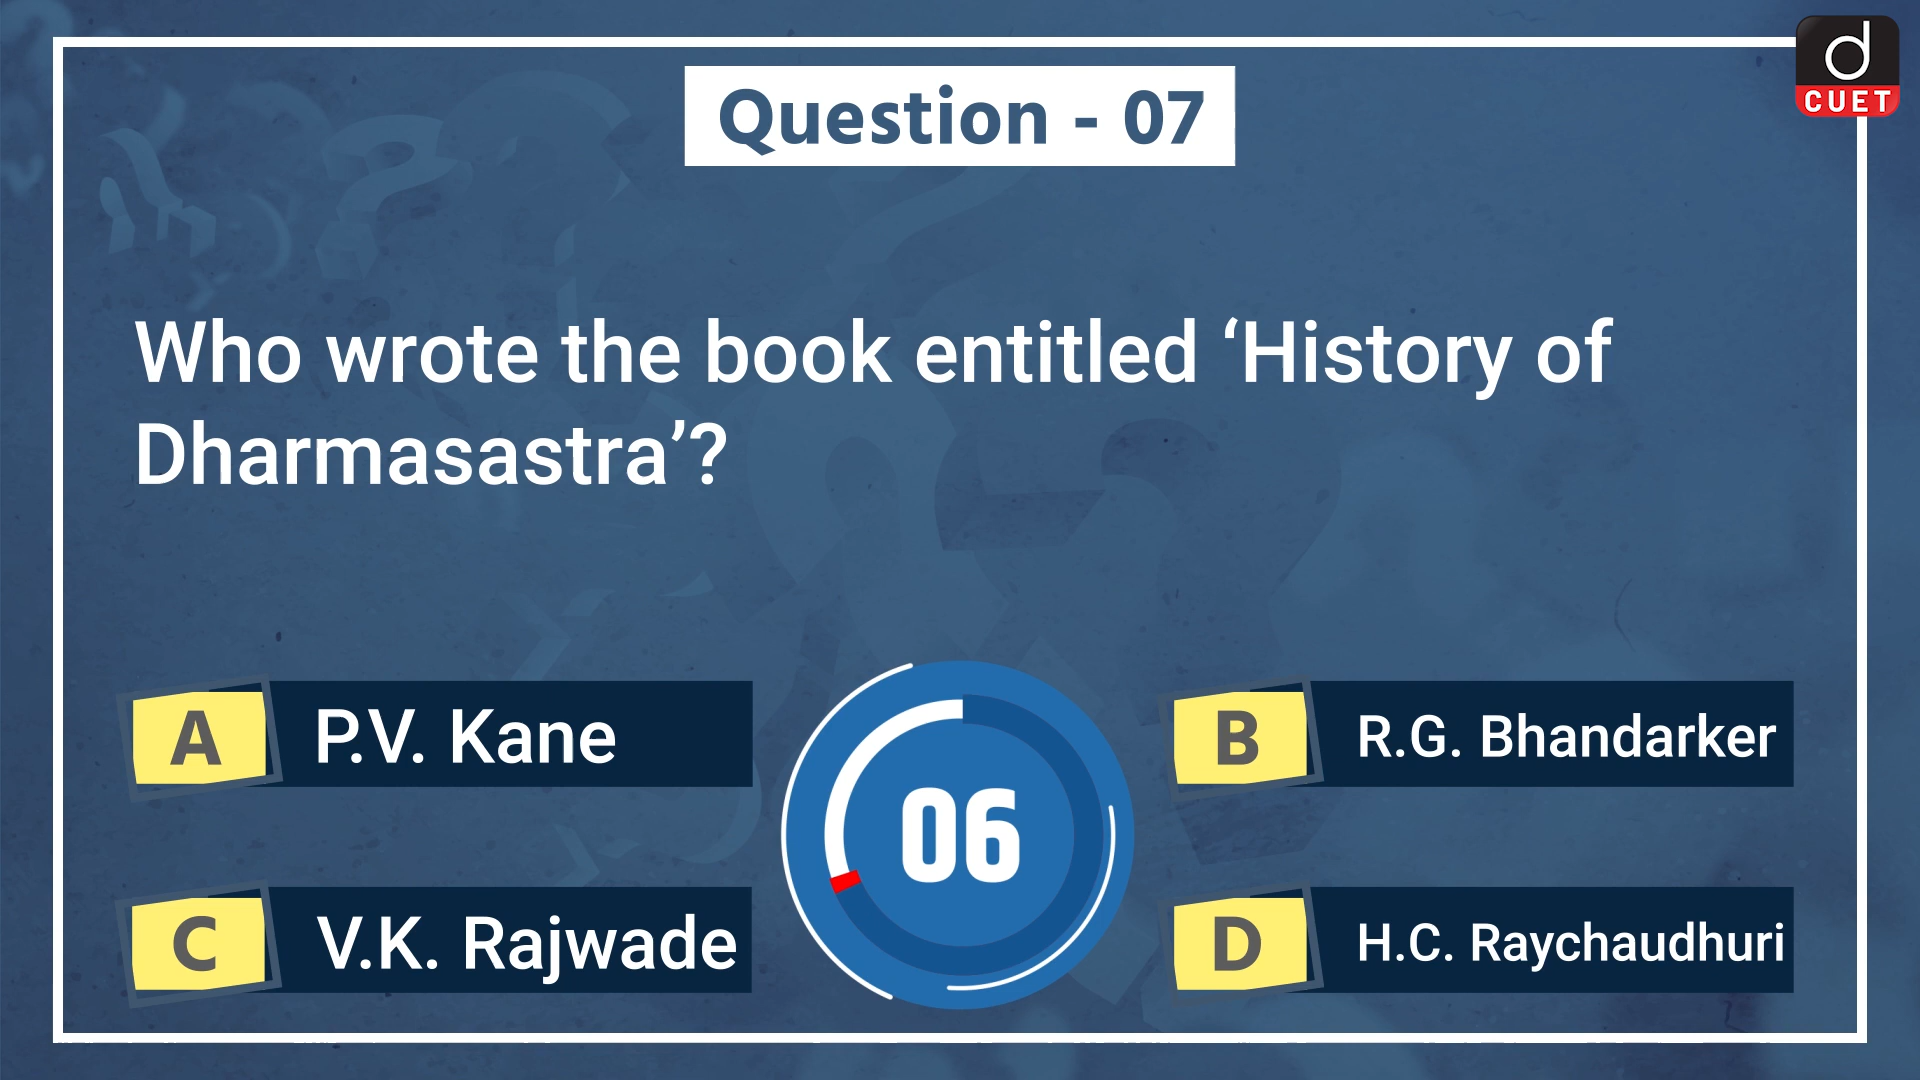 d
CUET
Question - 07
Who wrote the book entitled ‘History of
Dharmasastra’?
A P.V. Kane
B R.G. Bhandarker
06
C V.K. Rajwade
D H.C. Raychaudhuri